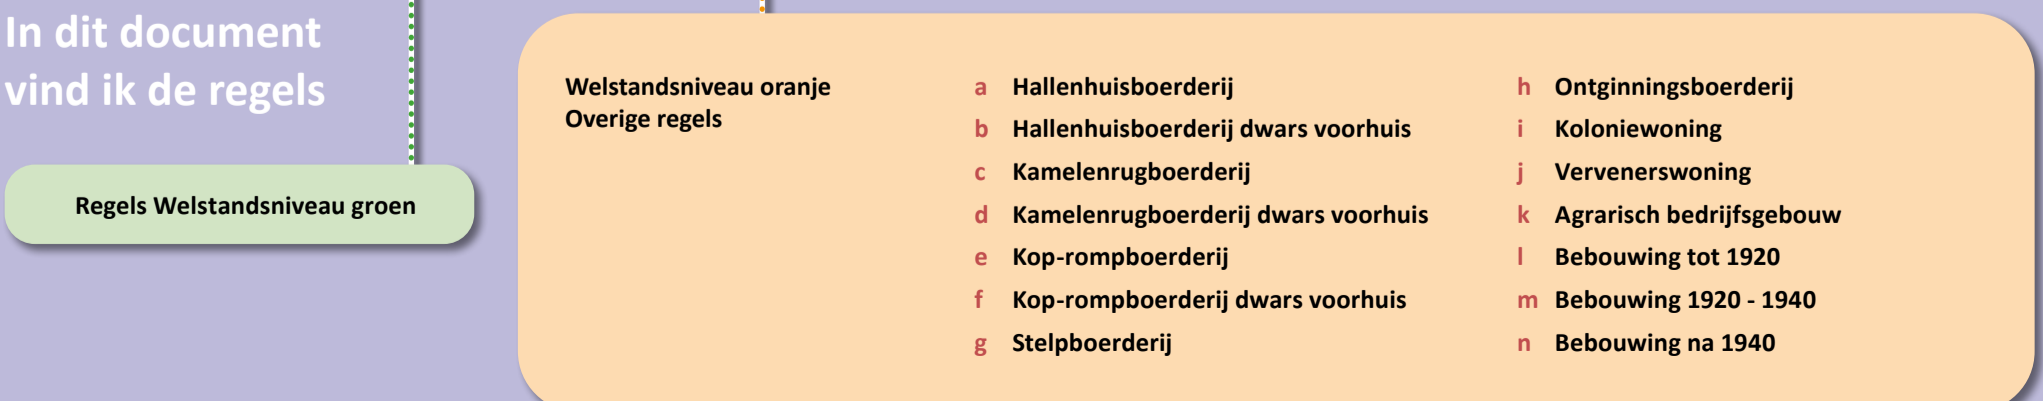 In dit document
vind ik de regels
Regels Welstandsniveau groen
Welstandsniveau oranje
Overige regels
a Hallenhuisboerderij
b Hallenhuisboerderij dwars voorhuis
c Kamelenrugboerderij
d Kamelenrugboerderij dwars voorhuis
e Kop-rompboerderij
f Kop-rompboerderij dwars voorhuis
g Stelpboerderij
h Ontginningsboerderij
i Koloniewoning
j Vervenerswoning
k Agrarisch bedrijfsgebouw
l Bebouwing tot 1920
m Bebouwing 1920 - 1940
n Bebouwing na 1940